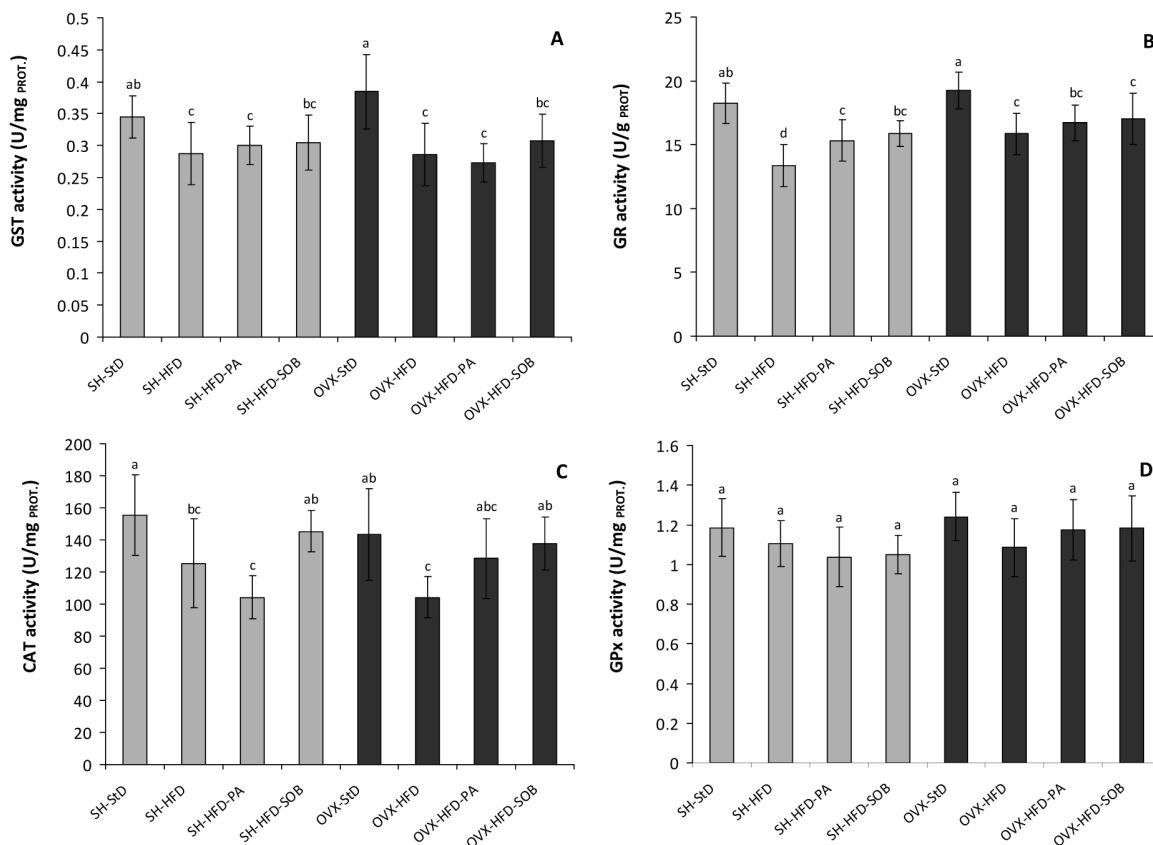 A
GST activity (U/mg PROT.)
0.5
0.45
0.4
0.35
0.3
0.25
0.2
0.15
0.1
0.05
0
ab
c
c
bc
a
c
c
bc
SH-StD
SH-HFD
SH-HFD-PA
SH-HFD-SOB
OVX-StD
OVX-HFD
OVX-HFD-PA
OVX-HFD-SOB
B
GR activity (U/g PROT)
25
20
15
10
5
0
ab
d
c
bc
a
c
bc
c
SH-StD
SH-HFD
SH-HFD-PA
SH-HFD-SOB
OVX-StD
OVX-HFD
OVX-HFD-PA
OVX-HFD-SOB
C
CAT activity (U/mg PROT.)
200
180
160
140
120
100
80
60
40
20
0
a
bc
c
ab
ab
c
abc
ab
SH-StD
SH-HFD
SH-HFD-PA
SH-HFD-SOB
OVX-StD
OVX-HFD
OVX-HFD-PA
OVX-HFD-SOB
D
GPx activity (U/mg PROT.)
1.6
1.4
1.2
1
0.8
0.6
0.4
0.2
0
a
a
a
a
a
a
a
a
SH-StD
SH-HFD
SH-HFD-PA
SH-HFD-SOB
OVX-StD
OVX-HFD
OVX-HFD-PA
OVX-HFD-SOB